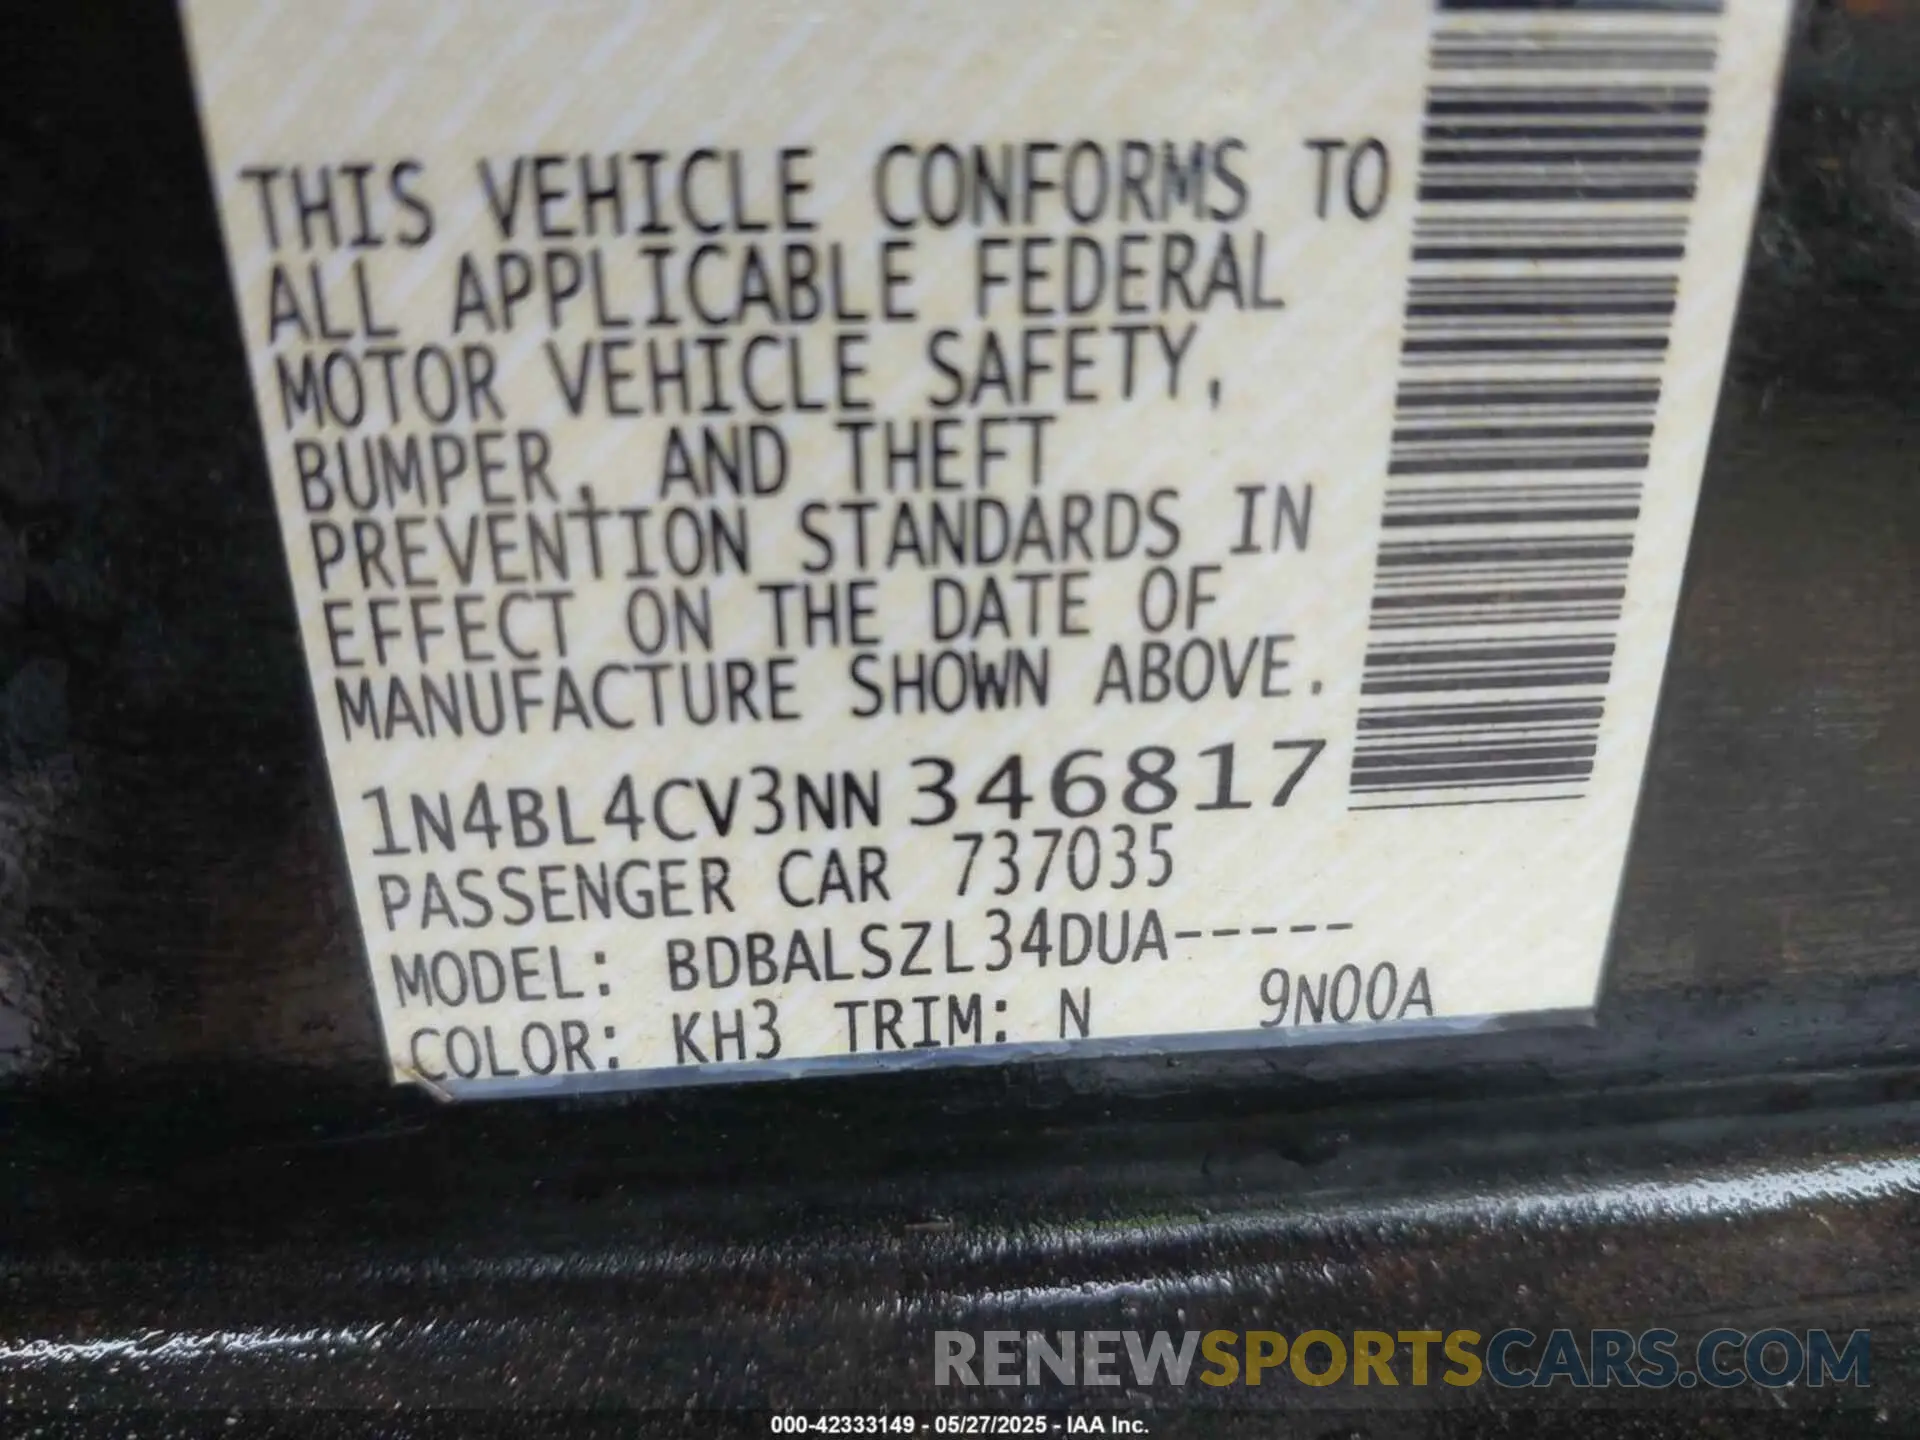 THIS VEHICLE CONFORMS TO
ALL APPLICABLE FEDERAL
MOTOR VEHICLE SAFETY,
BUMPER, AND THEFT
PREVENTION STANDARDS IN
EFFECT ON THE DATE OF
MANUFACTURE SHOWN ABOVE.
1N4BL4CV3NN346817
PASSENGER CAR 737035
MODEL: BDBALSZL34DUA-----
COLOR: KH3 TRIM: N 9N00A
RENEWSPORTSCARS.COM
000-42333149 - 05/27/2025 - IAA Inc.